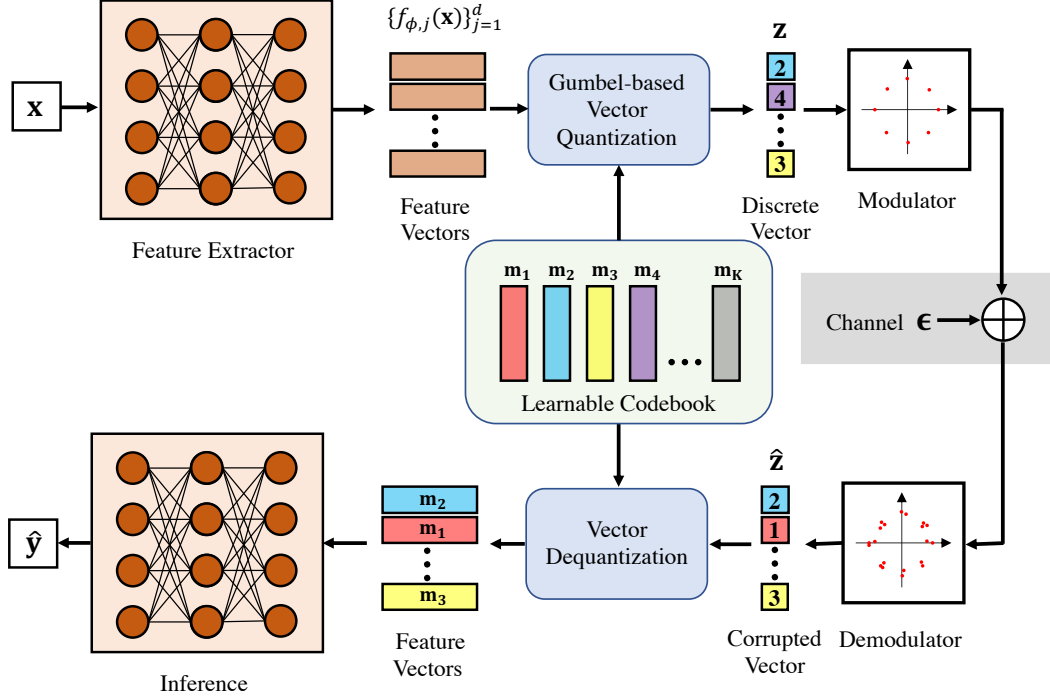 {f_{ϕ,j}(𝐱)}_{j=1}^{d}
𝐳
𝐱
2
4
3
Gumbel-based
Vector
Quantization
Feature Extractor
Feature
Vectors
Discrete
Vector
Modulator
m₁ m₂ m₃ m₄ m_K
Learnable Codebook
Channel ϵ
ẑ
ŷ
m₂
m₁
m₃
Vector
Dequantization
2
1
3
Inference
Feature
Vectors
Corrupted
Vector
Demodulator